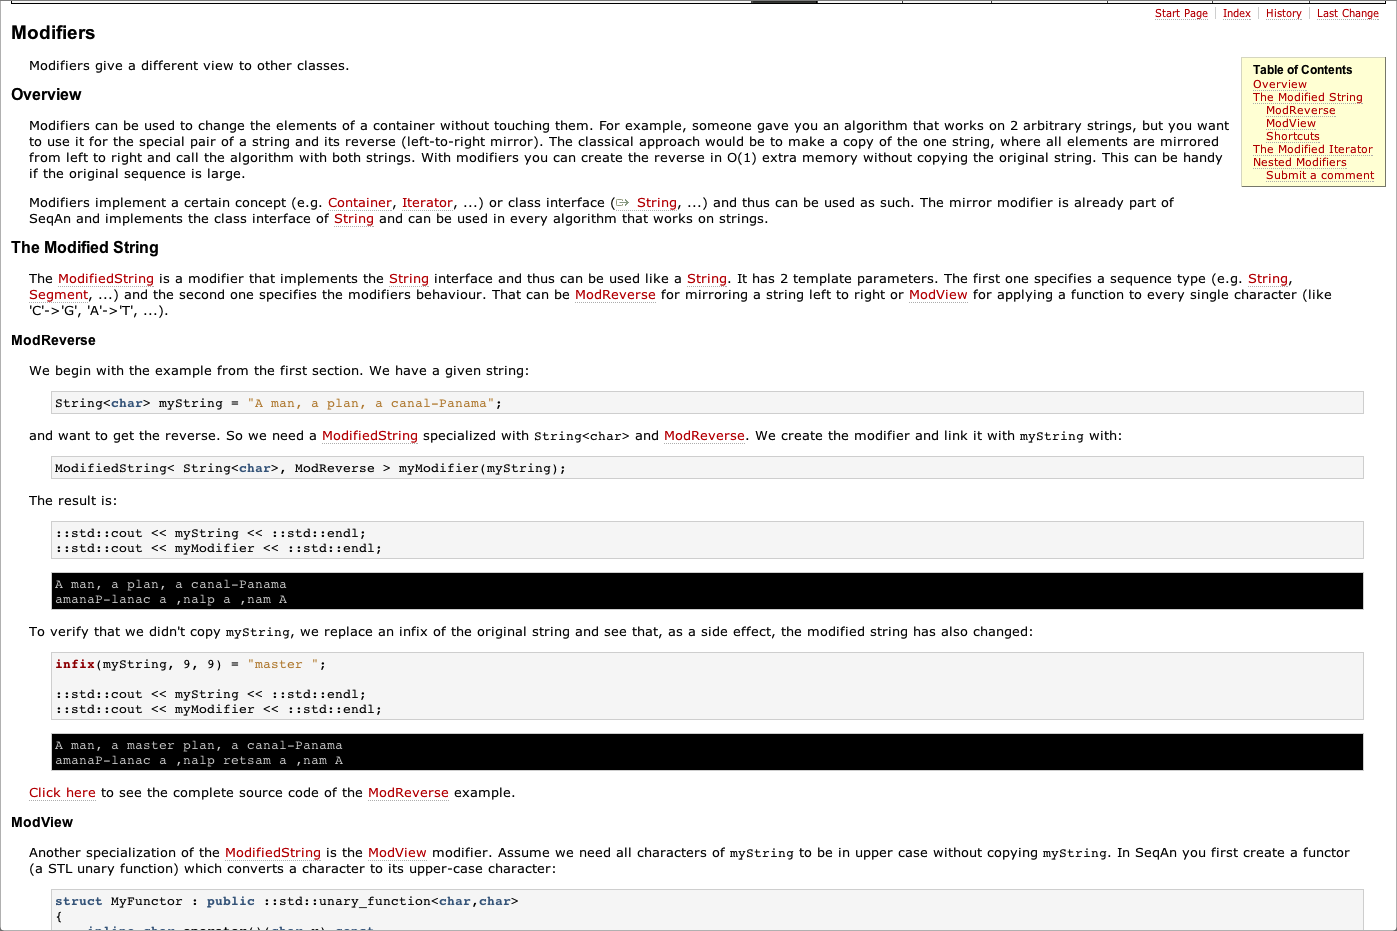 Start Page Index History Last Change
Modifiers
Modifiers give a different view to other classes.
Table of Contents
Overview
The Modified String
ModReverse
ModView
Shortcuts
The Modified Iterator
Nested Modifiers
Submit a comment
Overview
Modifiers can be used to change the elements of a container without touching them. For example, someone gave you an algorithm that works on 2 arbitrary strings, but you want
to use it for the special pair of a string and its reverse (left-to-right mirror). The classical approach would be to make a copy of the one string, where all elements are mirrored
from left to right and call the algorithm with both strings. With modifiers you can create the reverse in O(1) extra memory without copying the original string. This can be handy
if the original sequence is large.
Modifiers implement a certain concept (e.g. Container, Iterator, ...) or class interface (⇨ String, ...) and thus can be used as such. The mirror modifier is already part of
SeqAn and implements the class interface of String and can be used in every algorithm that works on strings.
The Modified String
The ModifiedString is a modifier that implements the String interface and thus can be used like a String. It has 2 template parameters. The first one specifies a sequence type (e.g. String,
Segment, ...) and the second one specifies the modifiers behaviour. That can be ModReverse for mirroring a string left to right or ModView for applying a function to every single character (like
'C'->'G', 'A'->'T', ...).
ModReverse
We begin with the example from the first section. We have a given string:
String<char> myString = "A man, a plan, a canal-Panama";
and want to get the reverse. So we need a ModifiedString specialized with String<char> and ModReverse. We create the modifier and link it with myString with:
ModifiedString< String<char>, ModReverse > myModifier(myString);
The result is:
::std::cout << myString << ::std::endl;
::std::cout << myModifier << ::std::endl;
A man, a plan, a canal-Panama
amanaP-lanac a ,nalp a ,nam A
To verify that we didn't copy myString, we replace an infix of the original string and see that, as a side effect, the modified string has also changed:
infix(myString, 9, 9) = "master ";
::std::cout << myString << ::std::endl;
::std::cout << myModifier << ::std::endl;
A man, a master plan, a canal-Panama
amanaP-lanac a ,nalp retsam a ,nam A
Click here to see the complete source code of the ModReverse example.
ModView
Another specialization of the ModifiedString is the ModView modifier. Assume we need all characters of myString to be in upper case without copying myString. In SeqAn you first create a functor
(a STL unary function) which converts a character to its upper-case character:
struct MyFunctor : public ::std::unary_function<char,char>
{